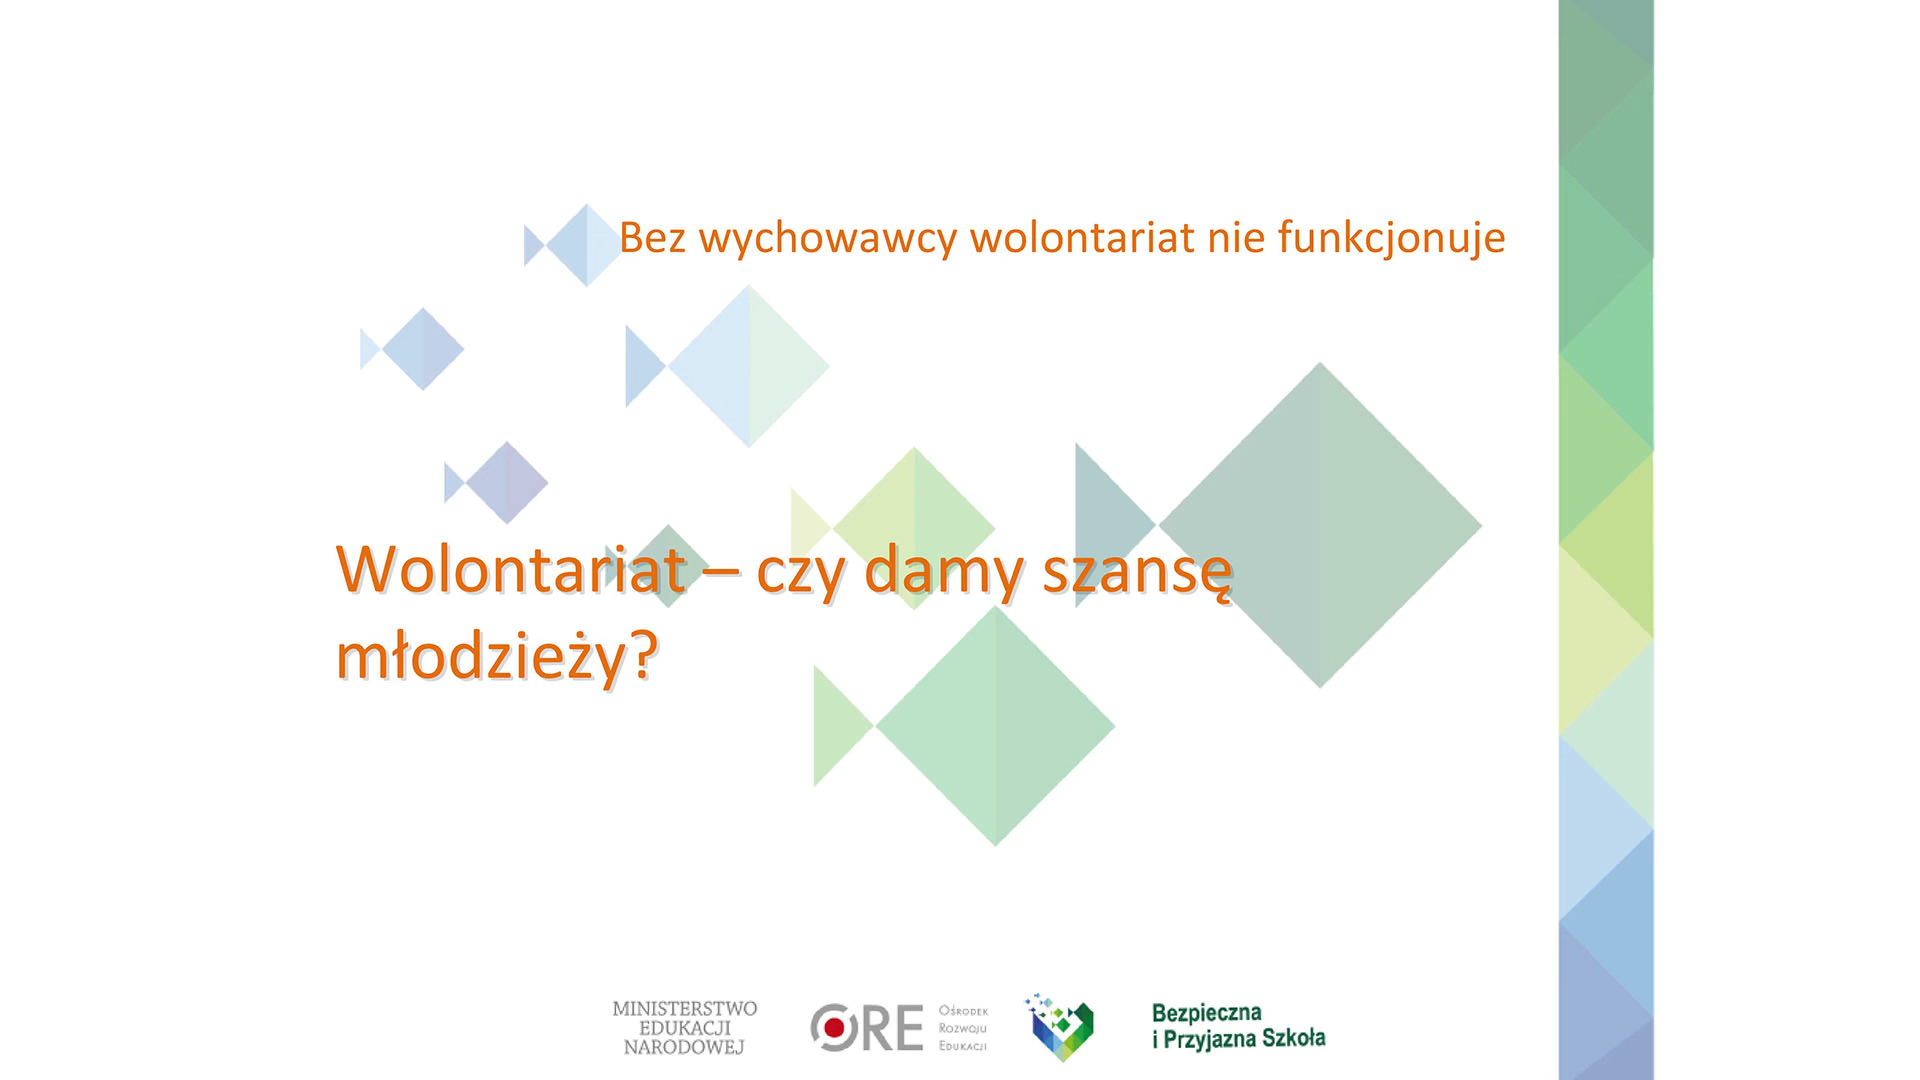 Bez wychowawcy wolontariat nie funkcjonuje
Wolontariat – czy damy szansę
młodzieży?
MINISTERSTWO
EDUKACJI
NARODOWEJ
ORE
Ośrodek
Rozwoju
Edukacji
Bezpieczna
i Przyjazna Szkoła